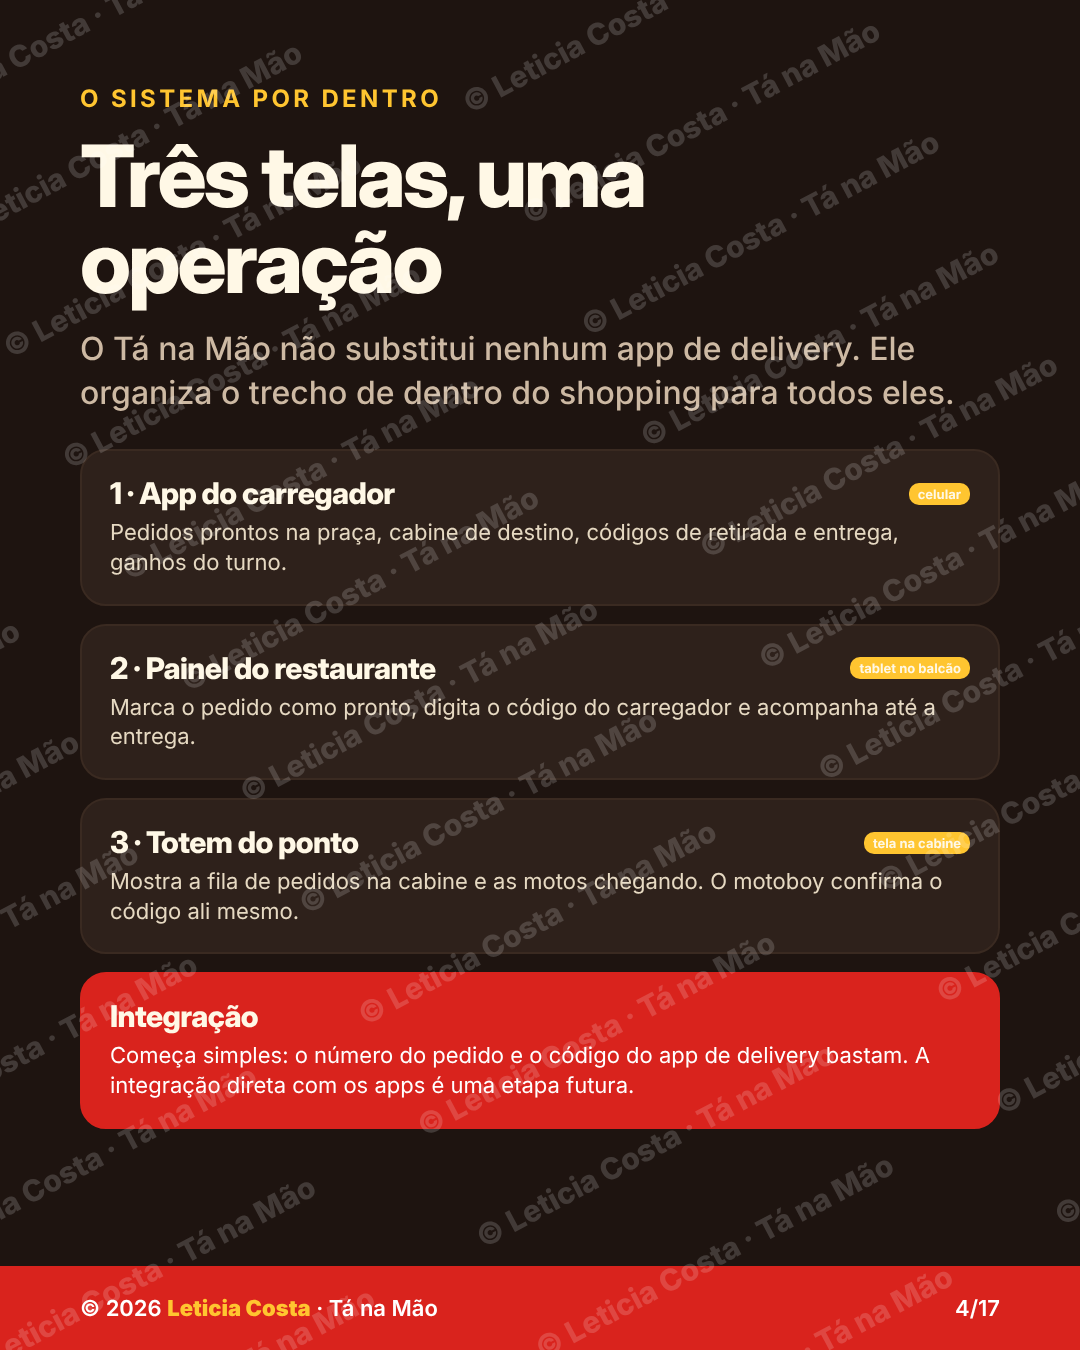 O SISTEMA POR DENTRO
Três telas, uma
operação
O Tá na Mão não substitui nenhum app de delivery. Ele
organiza o trecho de dentro do shopping para todos eles.
1 · App do carregador
celular
Pedidos prontos na praça, cabine de destino, códigos de retirada e entrega,
ganhos do turno.
2 · Painel do restaurante
tablet no balcão
Marca o pedido como pronto, digita o código do carregador e acompanha até a
entrega.
3 · Totem do ponto
tela na cabine
Mostra a fila de pedidos na cabine e as motos chegando. O motoboy confirma o
código ali mesmo.
Integração
Começa simples: o número do pedido e o código do app de delivery bastam. A
integração direta com os apps é uma etapa futura.
© 2026 Leticia Costa · Tá na Mão
4/17
© Leticia Costa · Tá na Mão